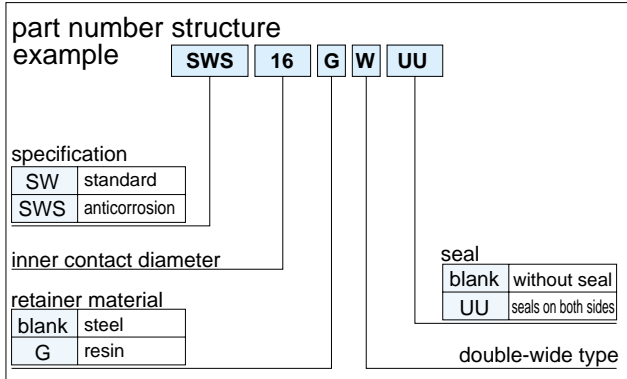 part number structure
example
SWS 16 G W UU
specification
SW standard
SWS anticorrosion
inner contact diameter
retainer material
blank steel
G resin
seal
blank without seal
UU seals on both sides
double-wide type